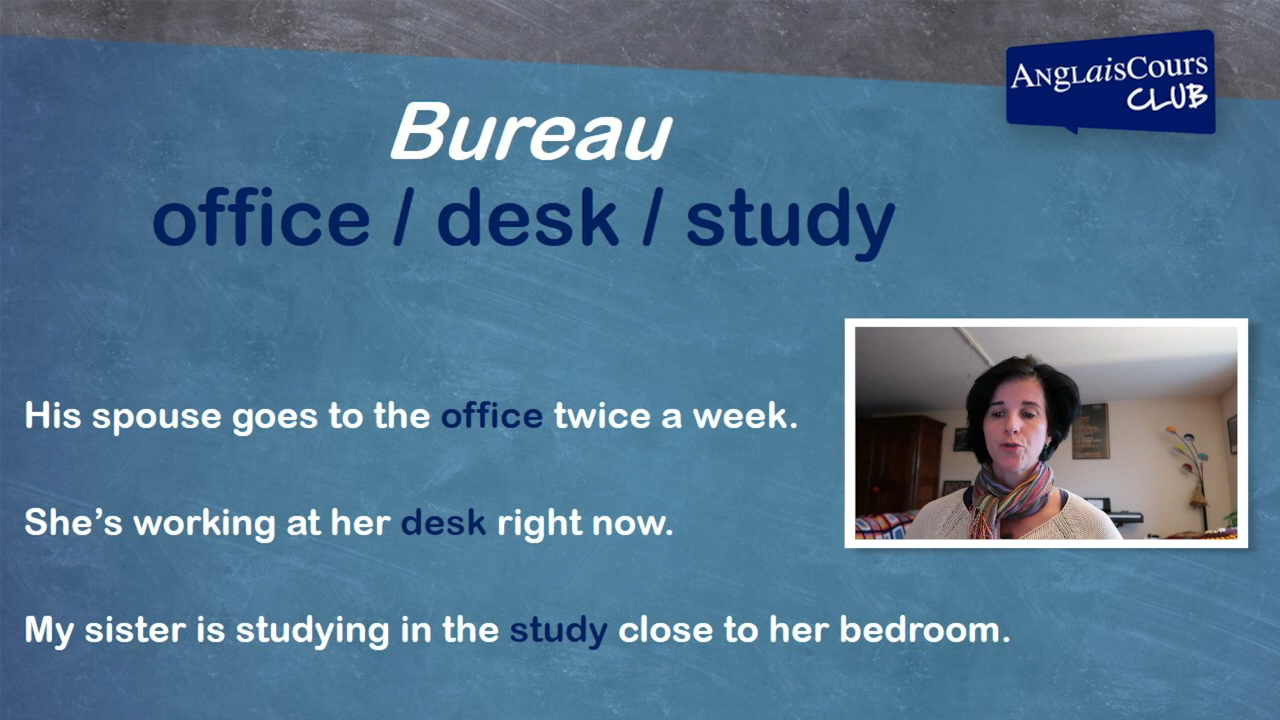 AnglaisCours
CLUB
Bureau
office / desk / study
His spouse goes to the office twice a week.
She’s working at her desk right now.
My sister is studying in the study close to her bedroom.